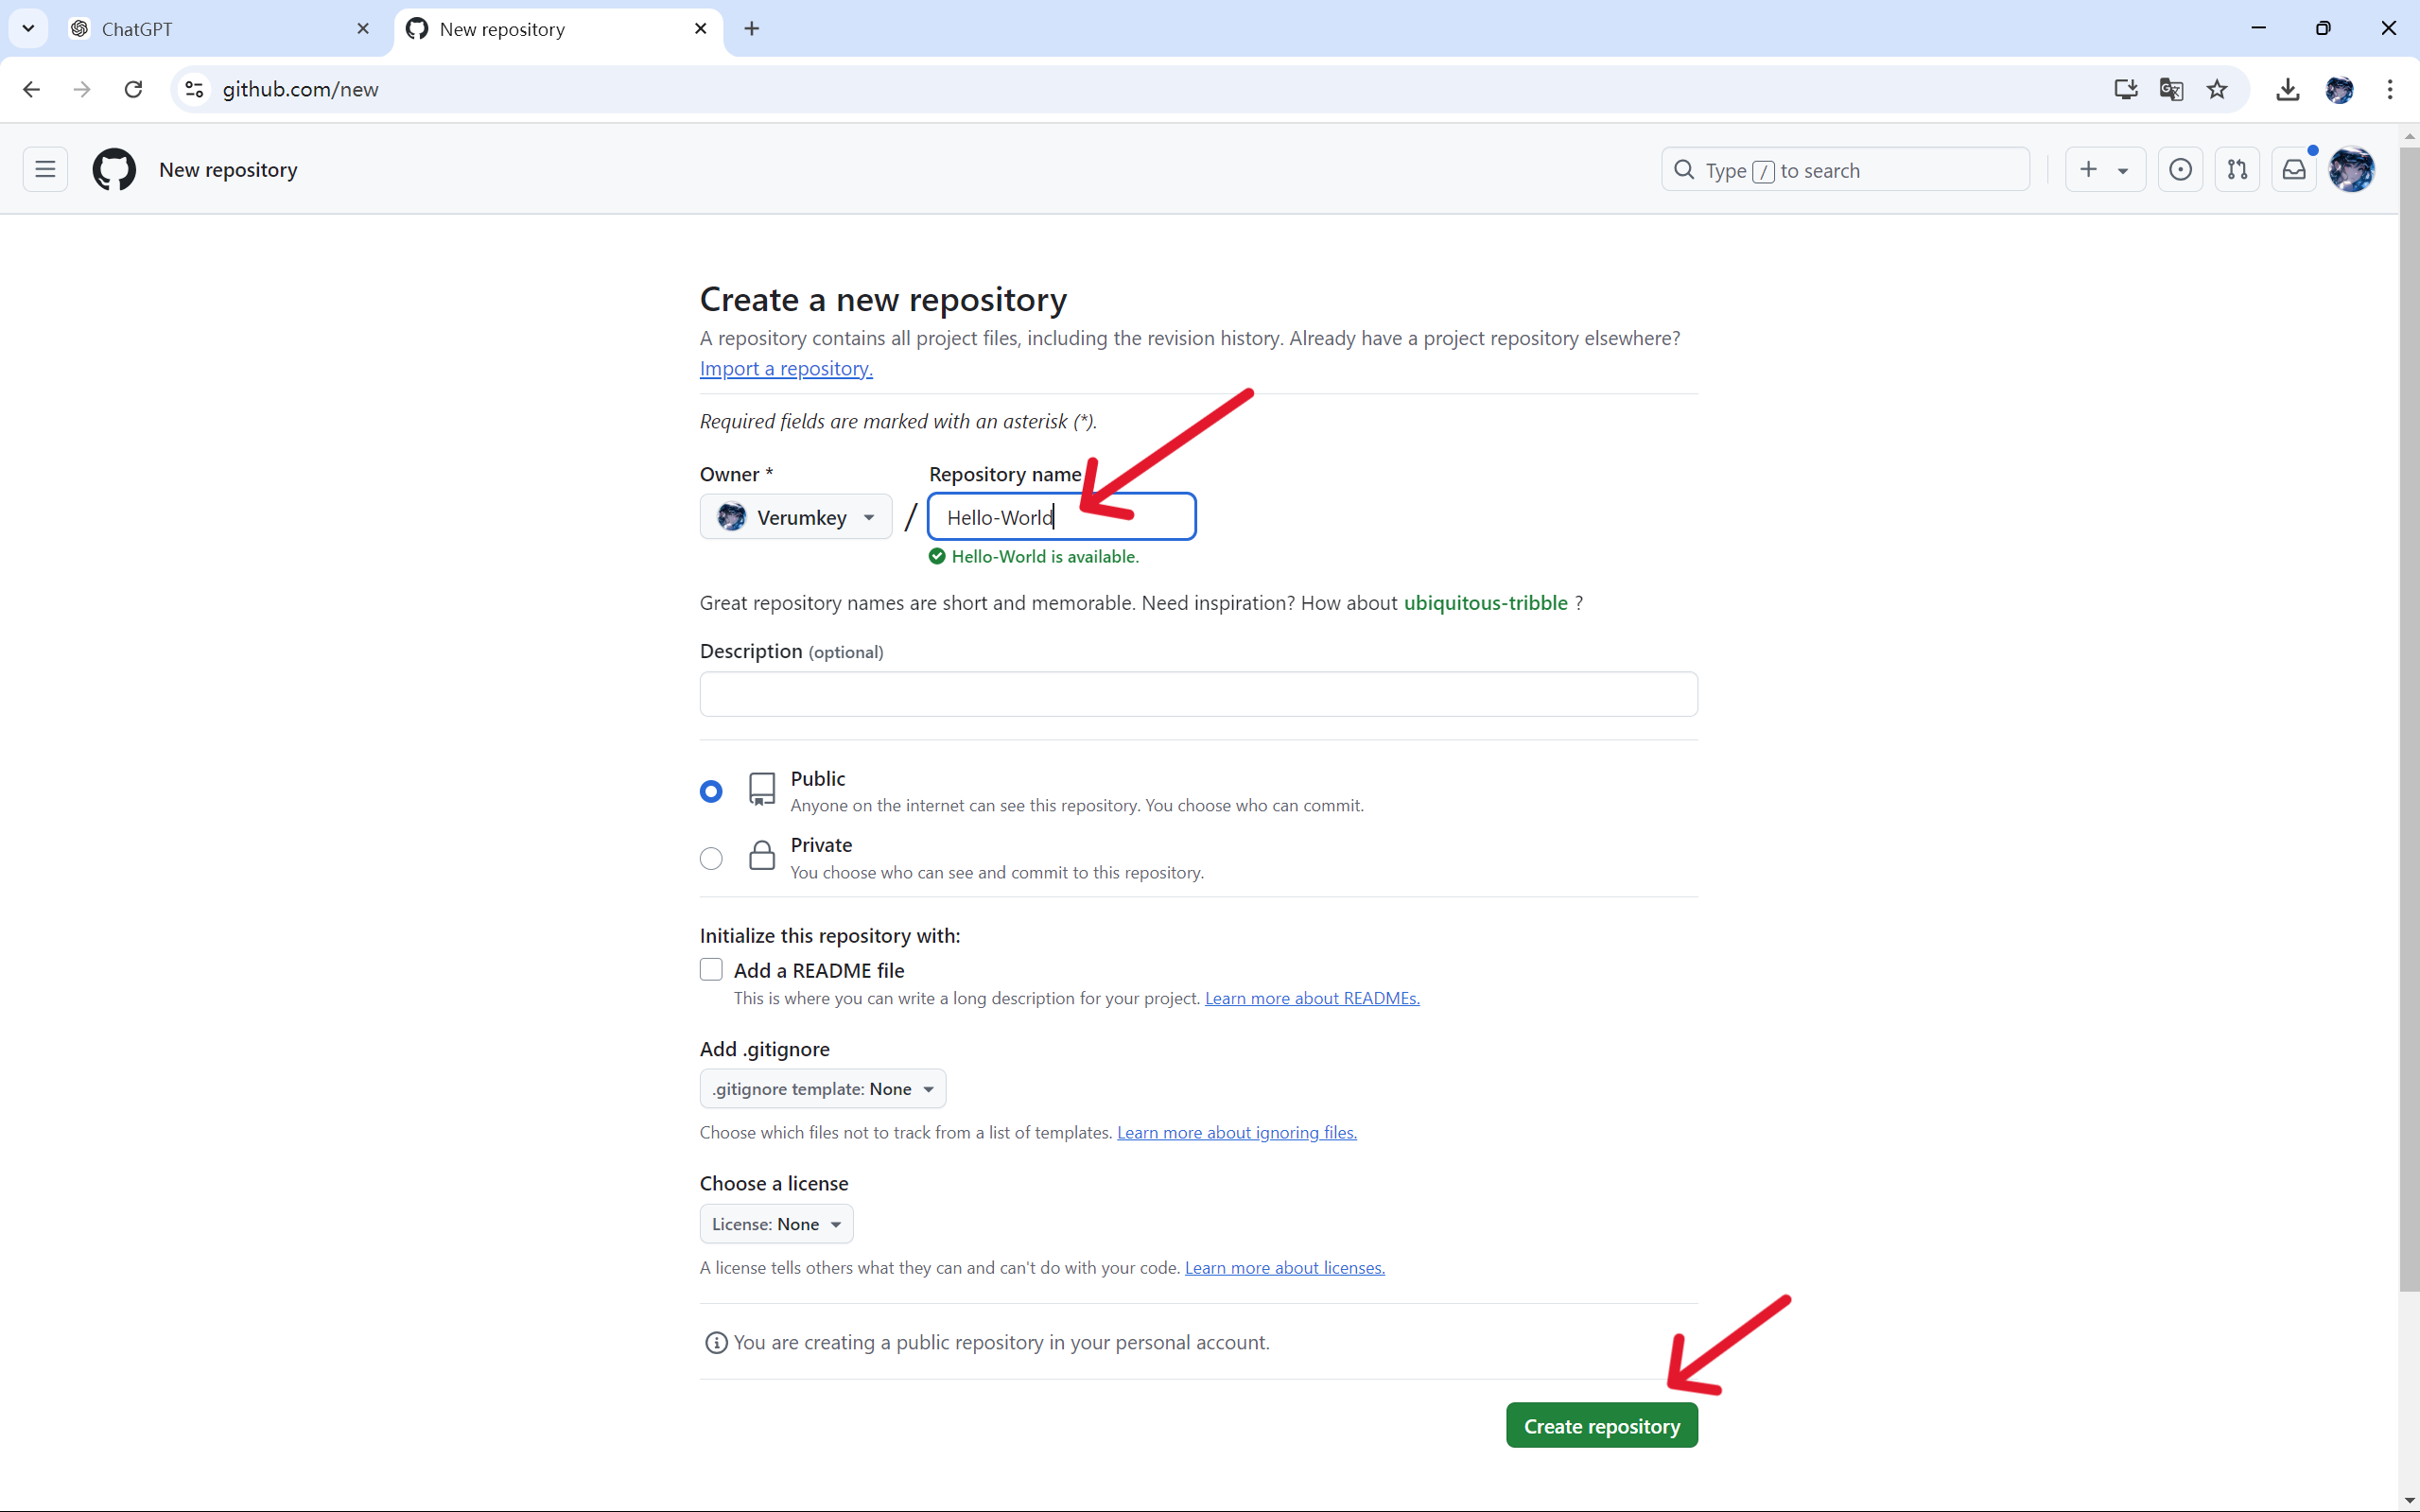 ChatGPT
New repository
github.com/new
New repository
Type / to search
Create a new repository
A repository contains all project files, including the revision history. Already have a project repository elsewhere?
Import a repository.
Required fields are marked with an asterisk (*).
Owner *
Repository name
Verumkey
/
Hello-World
Hello-World is available.
Great repository names are short and memorable. Need inspiration? How about ubiquitous-tribble ?
Description (optional)
Public
Anyone on the internet can see this repository. You choose who can commit.
Private
You choose who can see and commit to this repository.
Initialize this repository with:
Add a README file
This is where you can write a long description for your project. Learn more about READMEs.
Add .gitignore
.gitignore template: None
Choose which files not to track from a list of templates. Learn more about ignoring files.
Choose a license
License: None
A license tells others what they can and can't do with your code. Learn more about licenses.
You are creating a public repository in your personal account.
Create repository